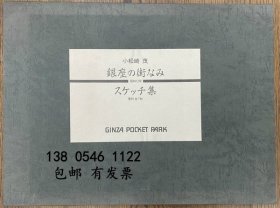 小松崎 茂
銀座の街なみ
スケッチ集
GINZA POCKET PARK
138 0546 1122
包邮 有发票